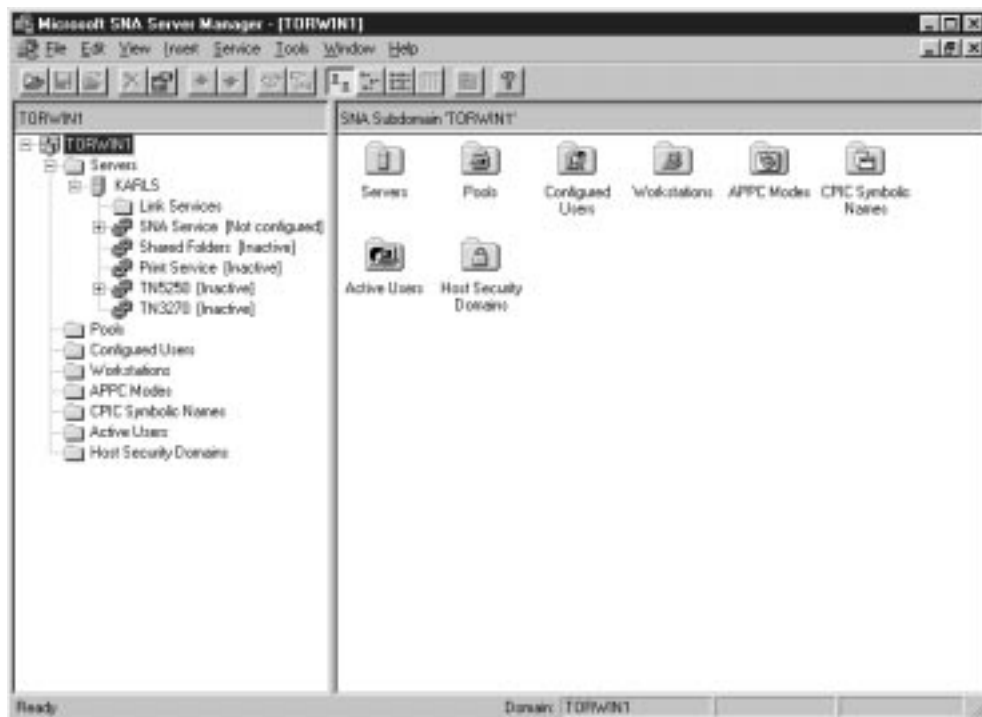 Microsoft SNA Server Manager - [TORWIN1]
File Edit View Insert Service Tools Window Help
TORWIN1
SNA Subdomain 'TORWIN1'
TORWIN1
Servers
KARLS
Link Services
SNA Service [Not configured]
Shared Folders [Inactive]
Print Service [Inactive]
TN5250 [Inactive]
TN3270 [Inactive]
Pools
Configured Users
Workstations
APPC Modes
CPIC Symbolic Names
Active Users
Host Security Domains
Servers
Pools
Configured
Users
Workstations
APPC Modes
CPIC Symbolic
Names
Active Users
Host Security
Domains
Ready
Domain: TORWIN1